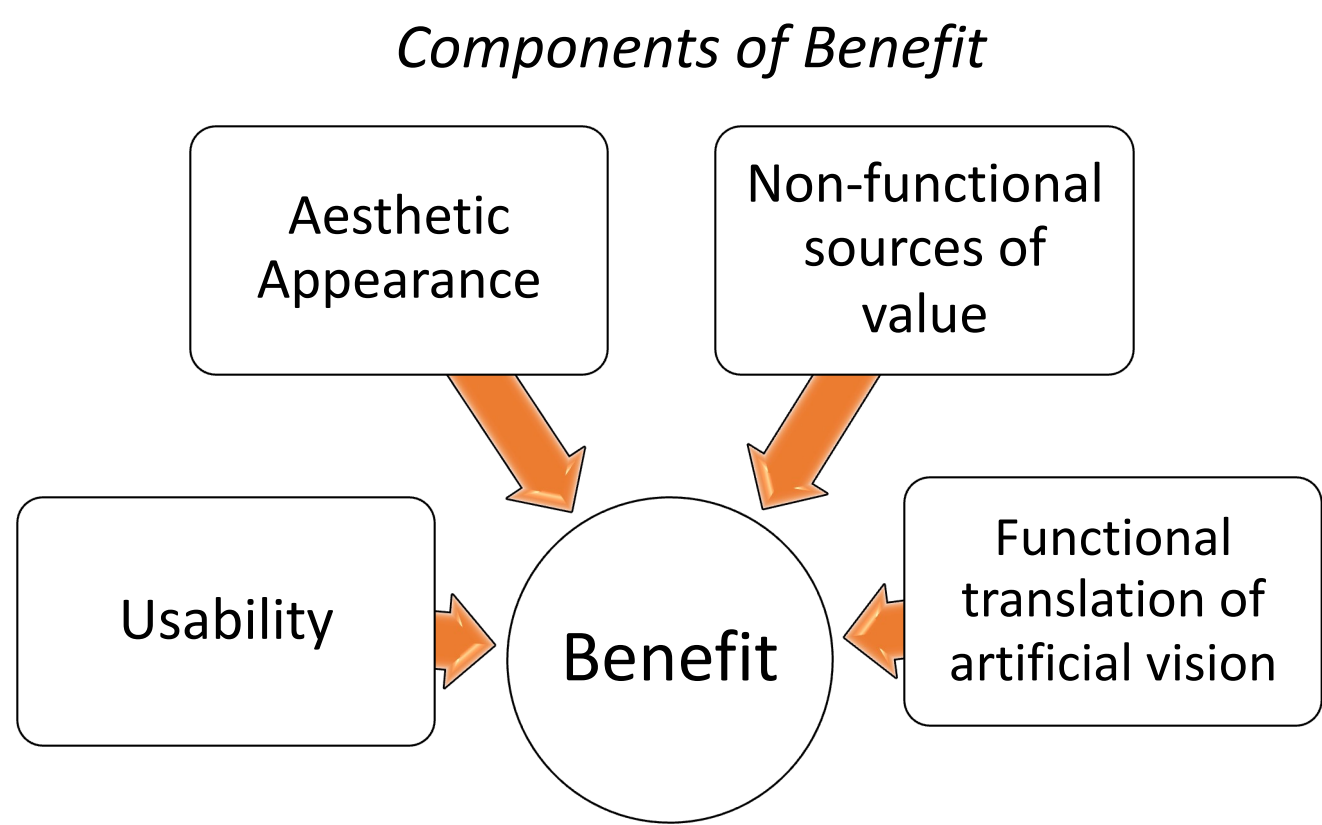 Components of Benefit
Aesthetic
Appearance
Non-functional
sources of
value
Usability
Benefit
Functional
translation of
artificial vision